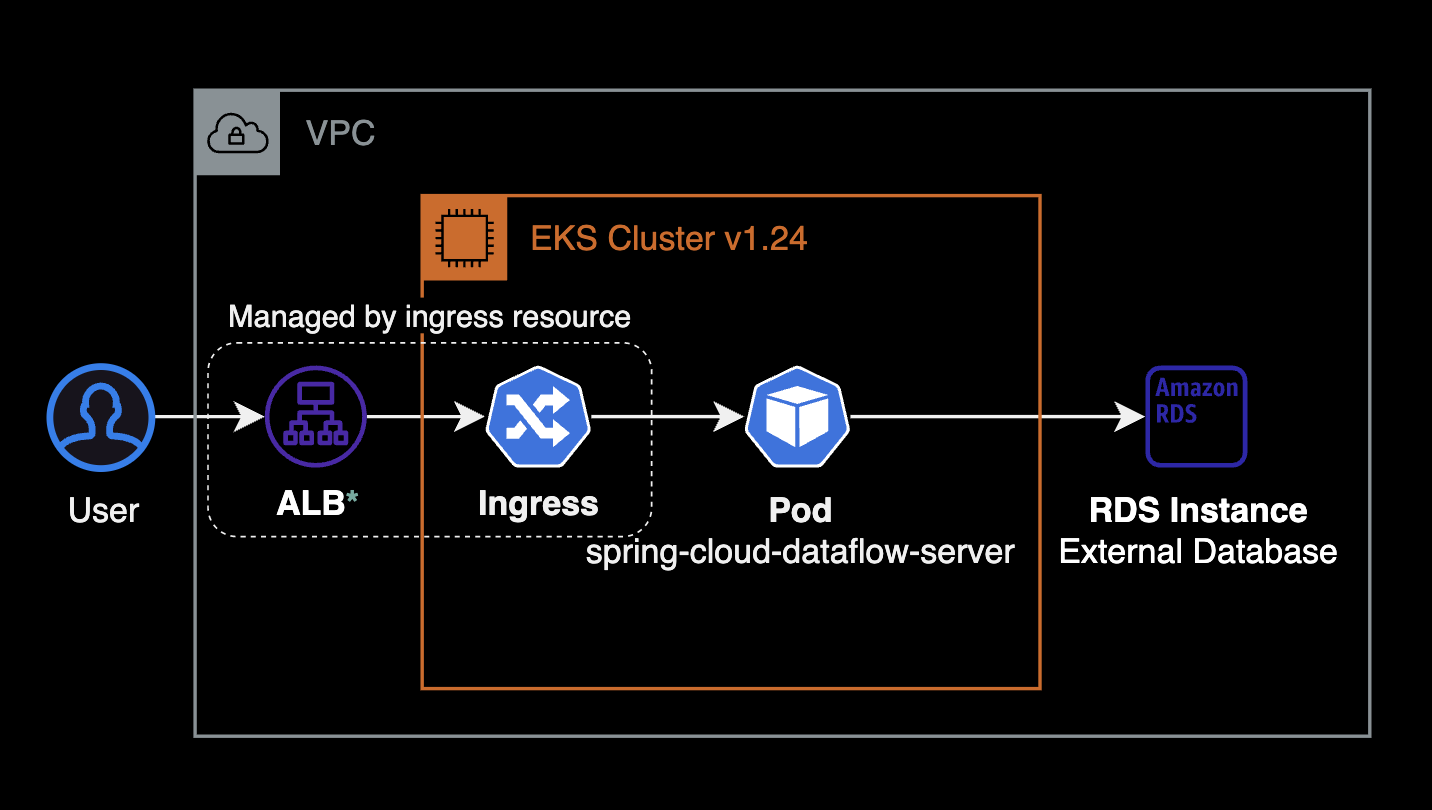 VPC
EKS Cluster v1.24
Managed by ingress resource
Amazon
RDS
User
ALB*
Ingress
Pod
spring-cloud-dataflow-server
RDS Instance
External Database